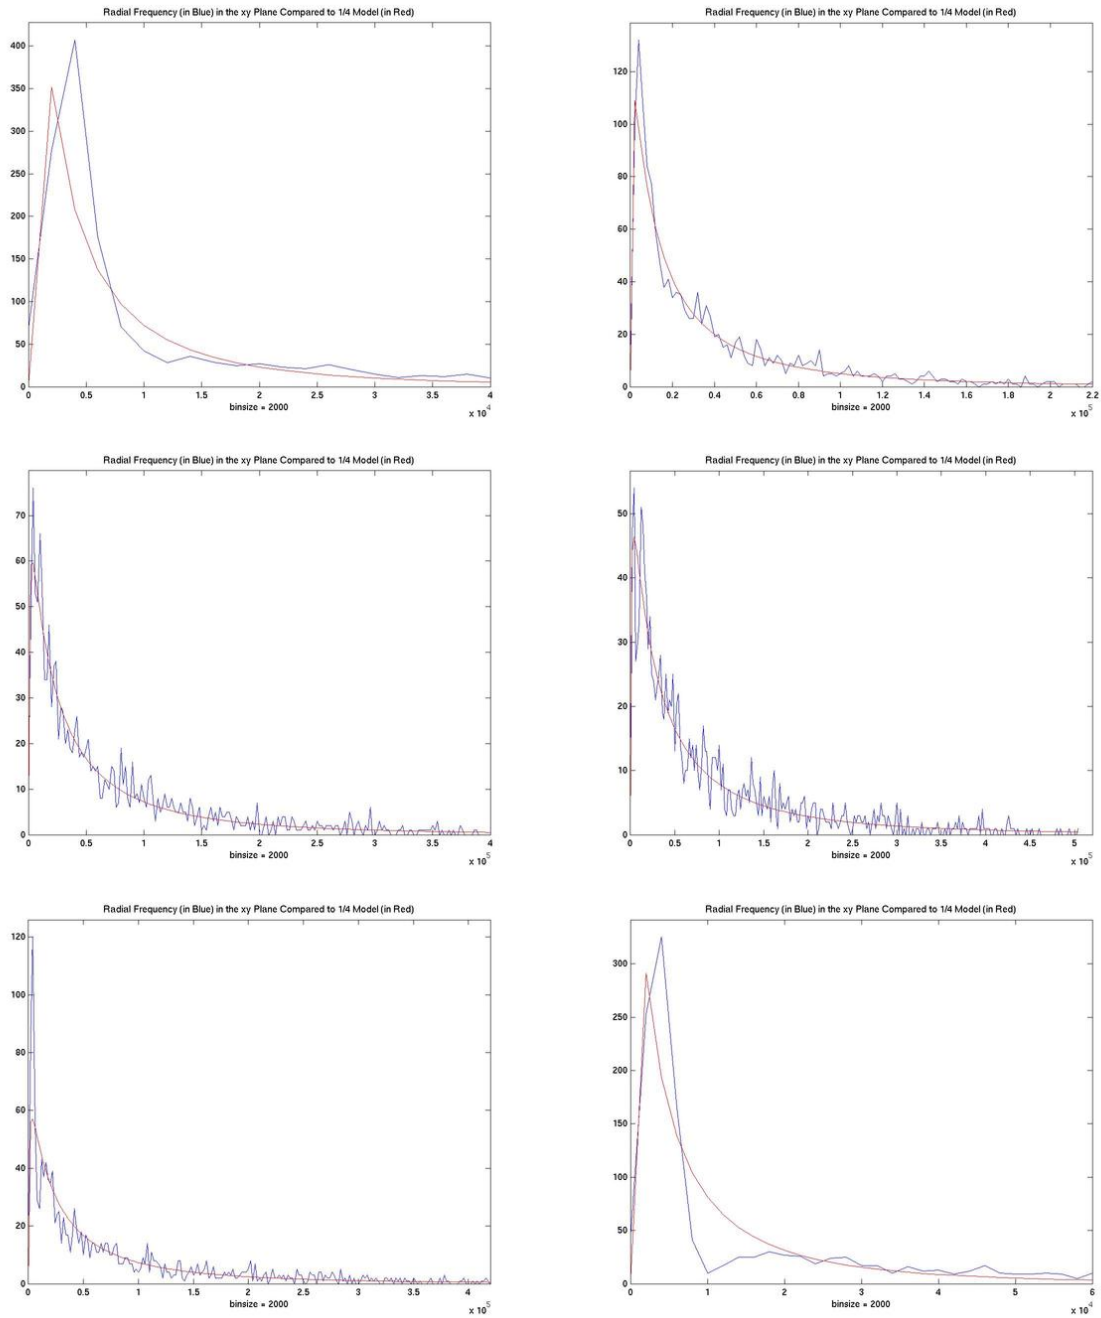 Radial Frequency (in Blue) in the xy Plane Compared to 1/4 Model (in Red)
400
350
300
250
200
150
100
50
0
0 0.5 1 1.5 2 2.5 3 3.5 4
binsize = 2000
x 10^4
Radial Frequency (in Blue) in the xy Plane Compared to 1/4 Model (in Red)
120
100
80
60
40
20
0
0 0.2 0.4 0.6 0.8 1 1.2 1.4 1.6 1.8 2 2.2
binsize = 2000
x 10^5
Radial Frequency (in Blue) in the xy Plane Compared to 1/4 Model (in Red)
70
60
50
40
30
20
10
0
0 0.5 1 1.5 2 2.5 3 3.5 4
binsize = 2000
x 10^5
Radial Frequency (in Blue) in the xy Plane Compared to 1/4 Model (in Red)
50
40
30
20
10
0
0 0.5 1 1.5 2 2.5 3 3.5 4 4.5 5
binsize = 2000
x 10^5
Radial Frequency (in Blue) in the xy Plane Compared to 1/4 Model (in Red)
120
100
80
60
40
20
0
0 0.5 1 1.5 2 2.5 3 3.5 4
binsize = 2000
x 10^5
Radial Frequency (in Blue) in the xy Plane Compared to 1/4 Model (in Red)
300
250
200
150
100
50
0
0 1 2 3 4 5 6
binsize = 2000
x 10^4